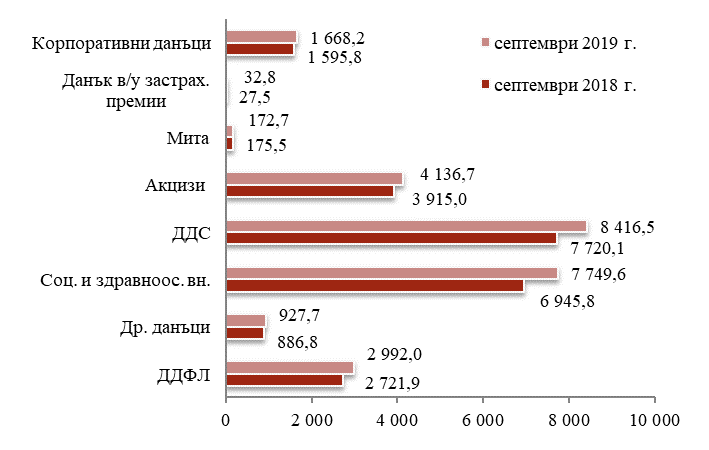 Корпоративни данъци
1 668,2
1 595,8
септември 2019 г.
септември 2018 г.
Данък в/у застрах.
премии
32,8
27,5
Мита
172,7
175,5
Акцизи
4 136,7
3 915,0
ДДС
8 416,5
7 720,1
Соц. и здравноос. вн.
7 749,6
6 945,8
Др. данъци
927,7
886,8
ДДФЛ
2 992,0
2 721,9
0 2 000 4 000 6 000 8 000 10 000